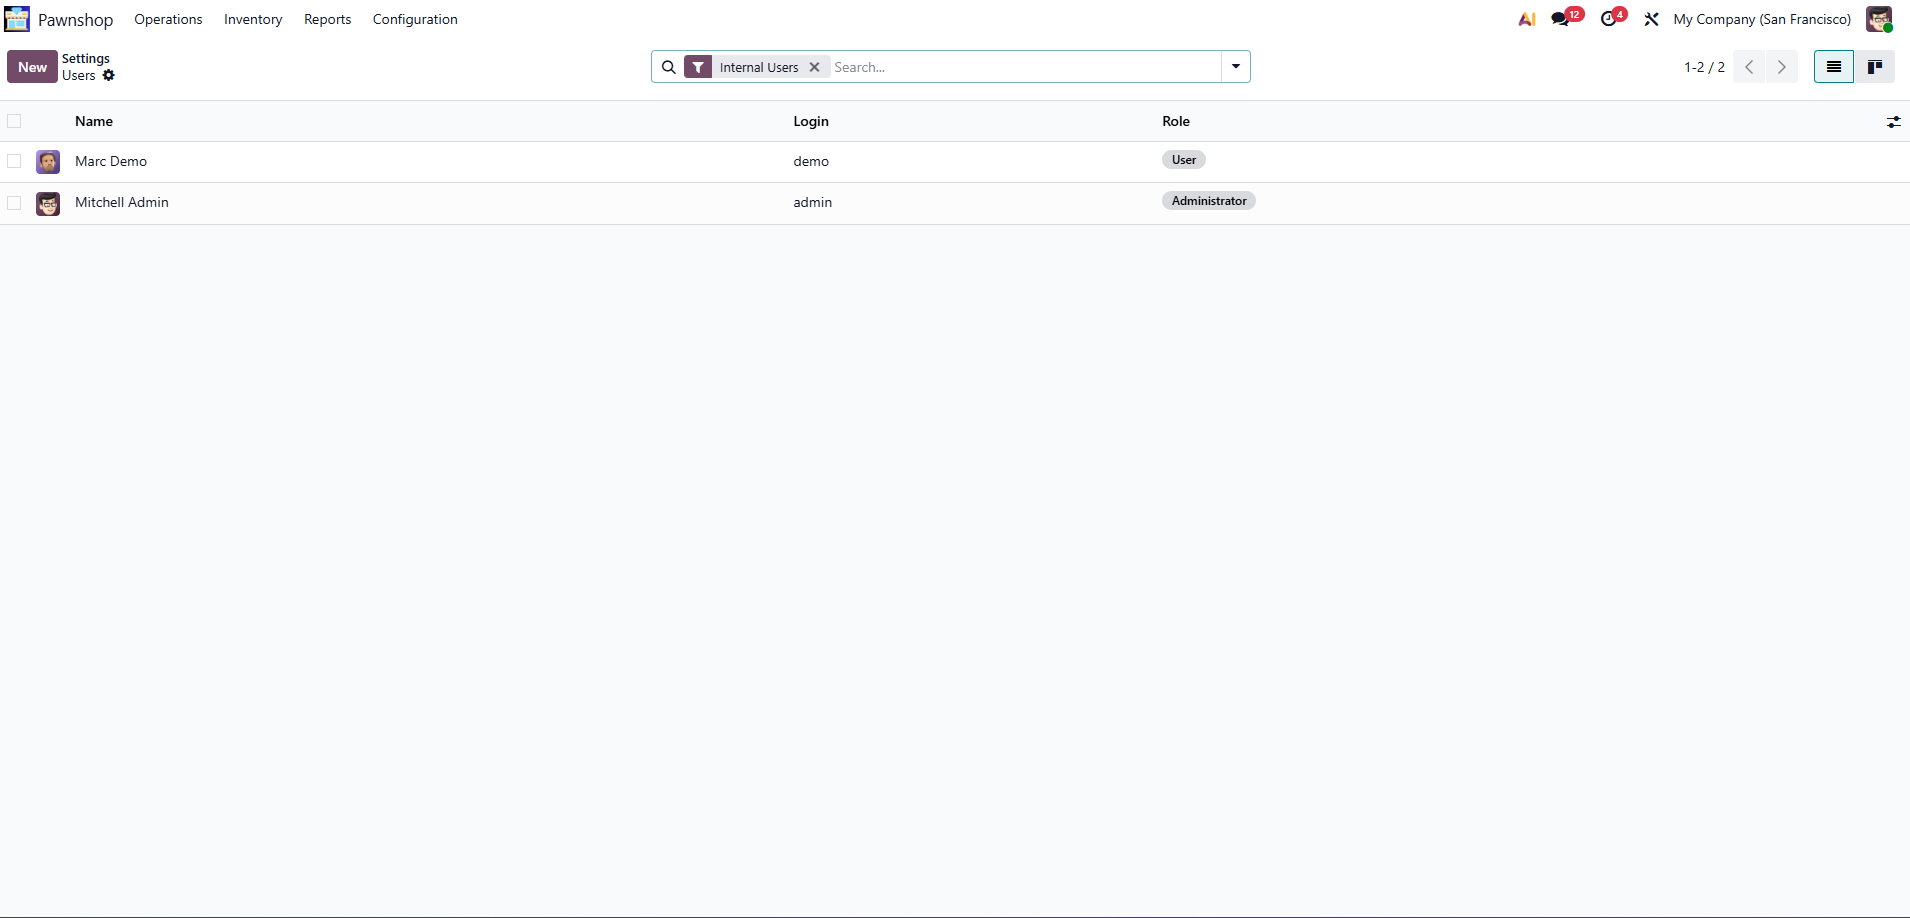 Pawnshop Operations Inventory Reports Configuration AI 12 4 My Company (San Francisco)
New Settings
Users Internal Users Search... 1-2 / 2
Name Login Role
Marc Demo demo User
Mitchell Admin admin Administrator